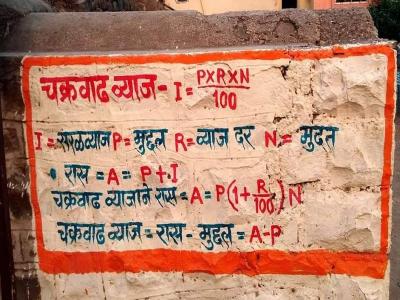 चक्रवाढ व्याज - I = PXRXN/100
I = सरळव्याज P = मुद्दल R = व्याज दर N = मुदत
• रास = A = P + I
चक्रवाढ व्याजाने रास = A = P(1+R/100)N
चक्रवाढ व्याज = रास - मुद्दल = A-P